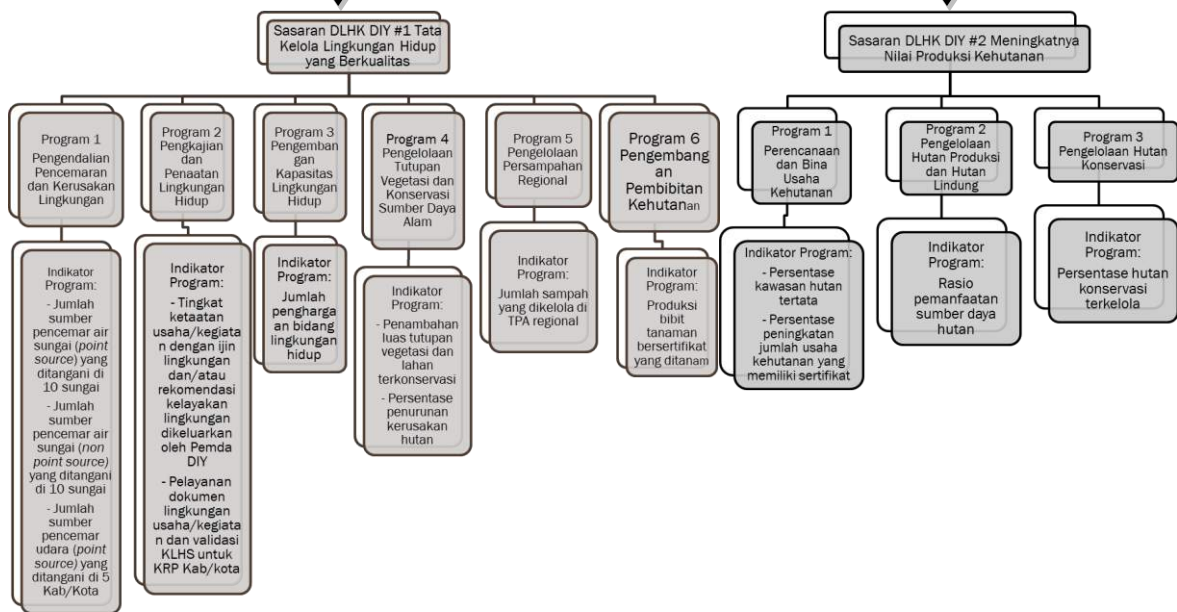 Sasaran DLHK DIY #1 Tata
Kelola Lingkungan Hidup
yang Berkualitas
Sasaran DLHK DIY #2 Meningkatnya
Nilai Produksi Kehutanan
Program 1
Pengendalian
Pencemaran
dan Kerusakan
Lingkungan
Program 2
Pengkajian
dan
Penaatan
Lingkungan
Hidup
Program 3
Pengemban
gan
Kapasitas
Lingkungan
Hidup
Program 4
Pengelolaan
Tutupan
Vegetasi dan
Konservasi
Sumber Daya
Alam
Program 5
Pengelolaan
Persampahan
Regional
Program 6
Pengembang
an
Pembibitan
Kehutanan
Program 1
Perencanaan
dan Bina
Usaha
Kehutanan
Program 2
Pengelolaan
Hutan Produksi
dan Hutan
Lindung
Program 3
Pengelolaan Hutan
Konservasi
Indikator
Program:
- Jumlah
sumber
pencemar air
sungai (point
source) yang
ditangani di
10 sungai
- Jumlah
sumber
pencemar air
sungai (non
point source)
yang ditangani
di 10 sungai
- Jumlah
sumber
pencemar
udara (point
source) yang
ditangani di 5
Kab/Kota
Indikator
Program:
- Tingkat
ketaatan
usaha/kegiata
n dengan ijin
lingkungan
dan/atau
rekomendasi
kelayakan
lingkungan
dikeluarkan
oleh Pemda
DIY
- Pelayanan
dokumen
lingkungan
usaha/kegiata
n dan validasi
KLHS untuk
KRP Kab/kota
Indikator
Program:
Jumlah
pengharga
an bidang
lingkungan
hidup
Indikator
Program:
- Penambahan
luas tutupan
vegetasi dan
lahan
terkonservasi
- Persentase
penurunan
kerusakan
hutan
Indikator
Program:
Jumlah sampah
yang dikelola di
TPA regional
Indikator
Program:
Produksi
bibit
tanaman
bersertifikat
yang ditanam
Indikator Program:
- Persentase
kawasan hutan
tertata
- Persentase
peningkatan
jumlah usaha
kehutanan yang
memiliki sertifikat
Indikator
Program:
Rasio
pemanfaatan
sumber daya
hutan
Indikator
Program:
Persentase hutan
konservasi
terkelola